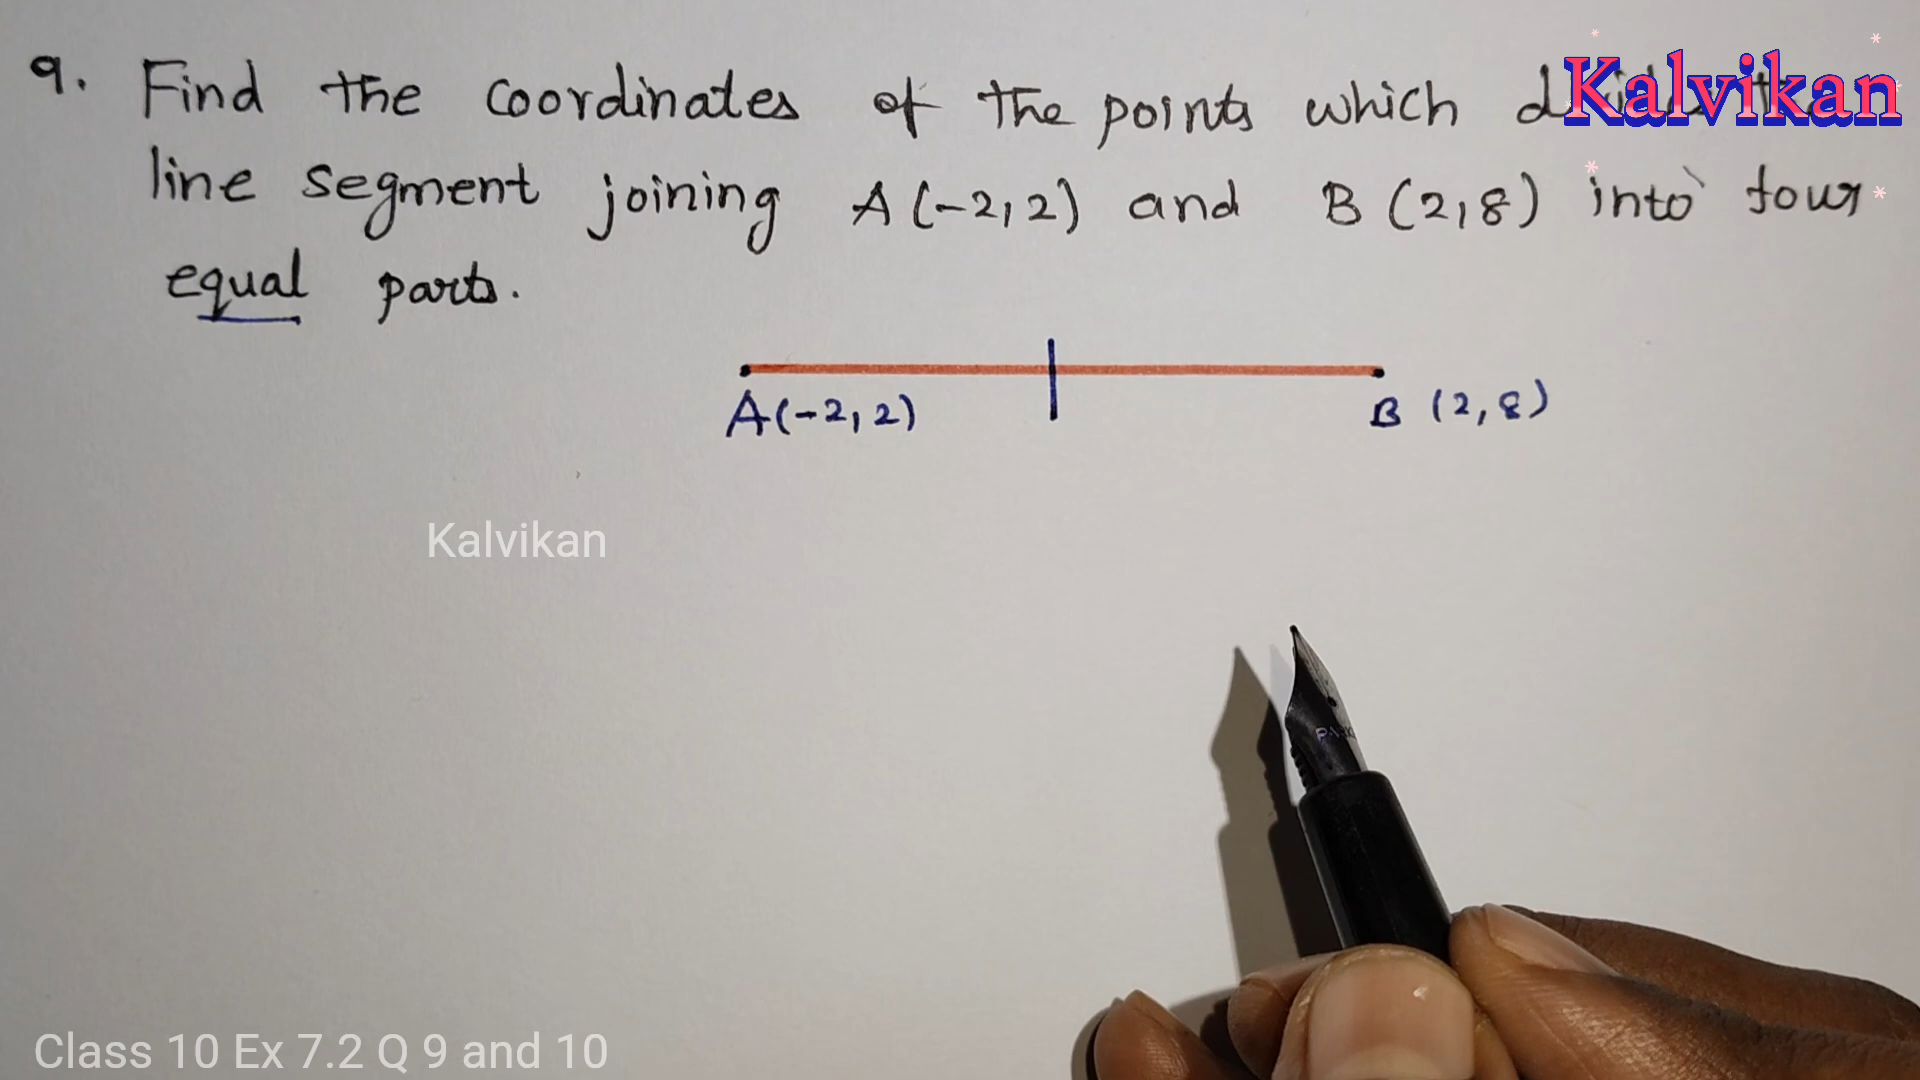 9. Find the coordinates of the points which
line segment joining A(-2,2) and B(2,8) into four
equal parts.
Kalvikan
A(-2,2)
B (2,8)
Kalvikan
Class 10 Ex 7.2 Q 9 and 10